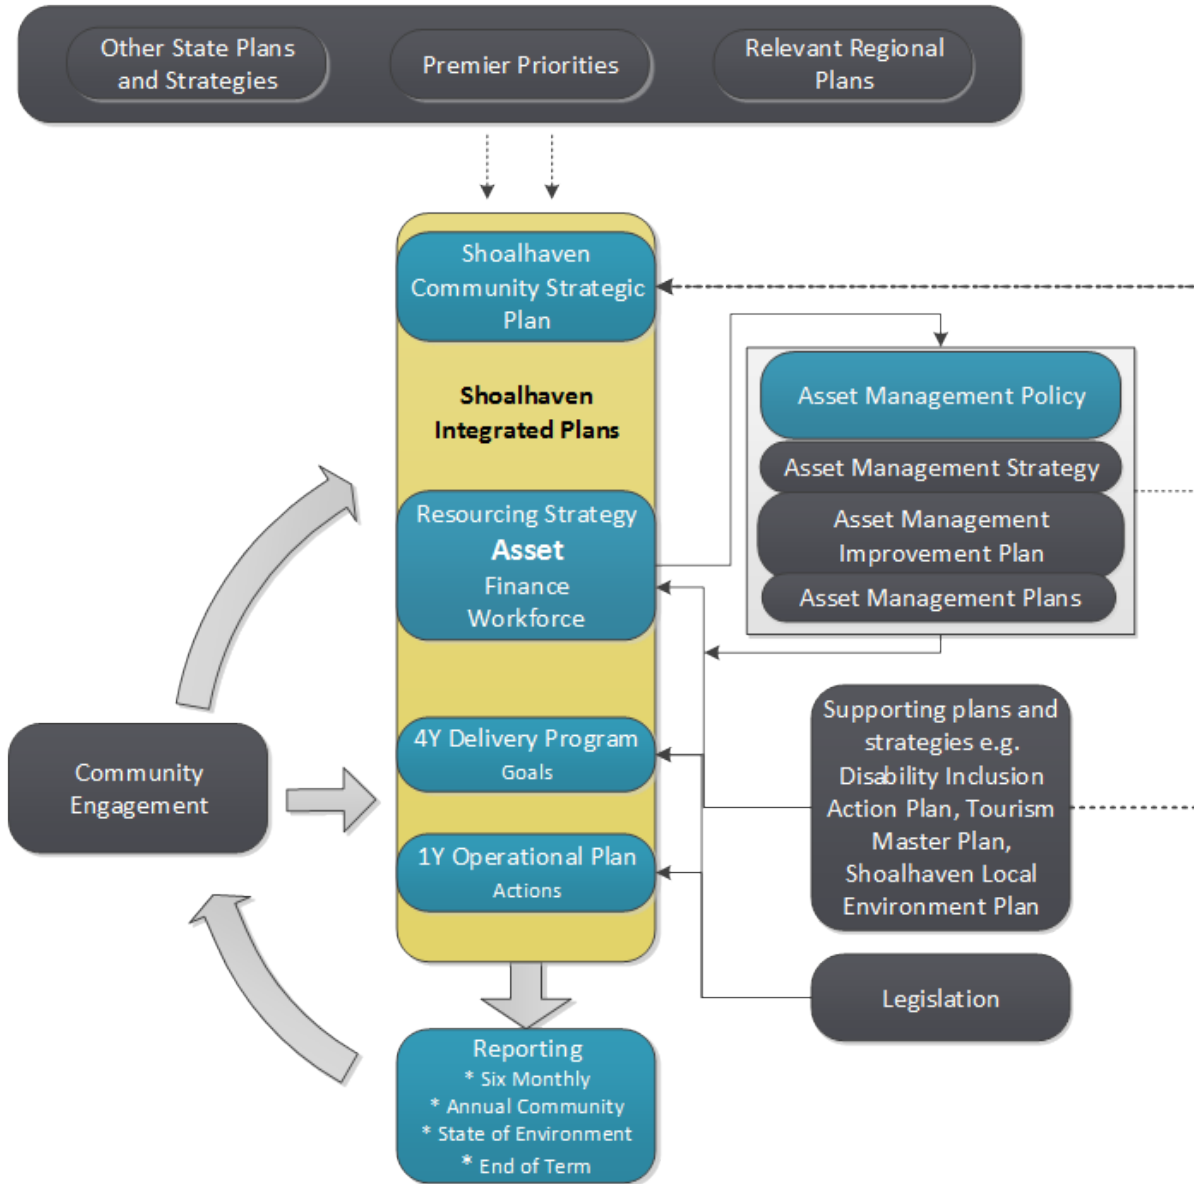 Other State Plans
and Strategies
Premier Priorities
Relevant Regional
Plans
Shoalhaven
Community Strategic
Plan
Shoalhaven
Integrated Plans
Resourcing Strategy
Asset
Finance
Workforce
Asset Management Policy
Asset Management Strategy
Asset Management
Improvement Plan
Asset Management Plans
Community
Engagement
4Y Delivery Program
Goals
1Y Operational Plan
Actions
Supporting plans and
strategies e.g.
Disability Inclusion
Action Plan, Tourism
Master Plan,
Shoalhaven Local
Environment Plan
Legislation
Reporting
* Six Monthly
* Annual Community
* State of Environment
* End of Term